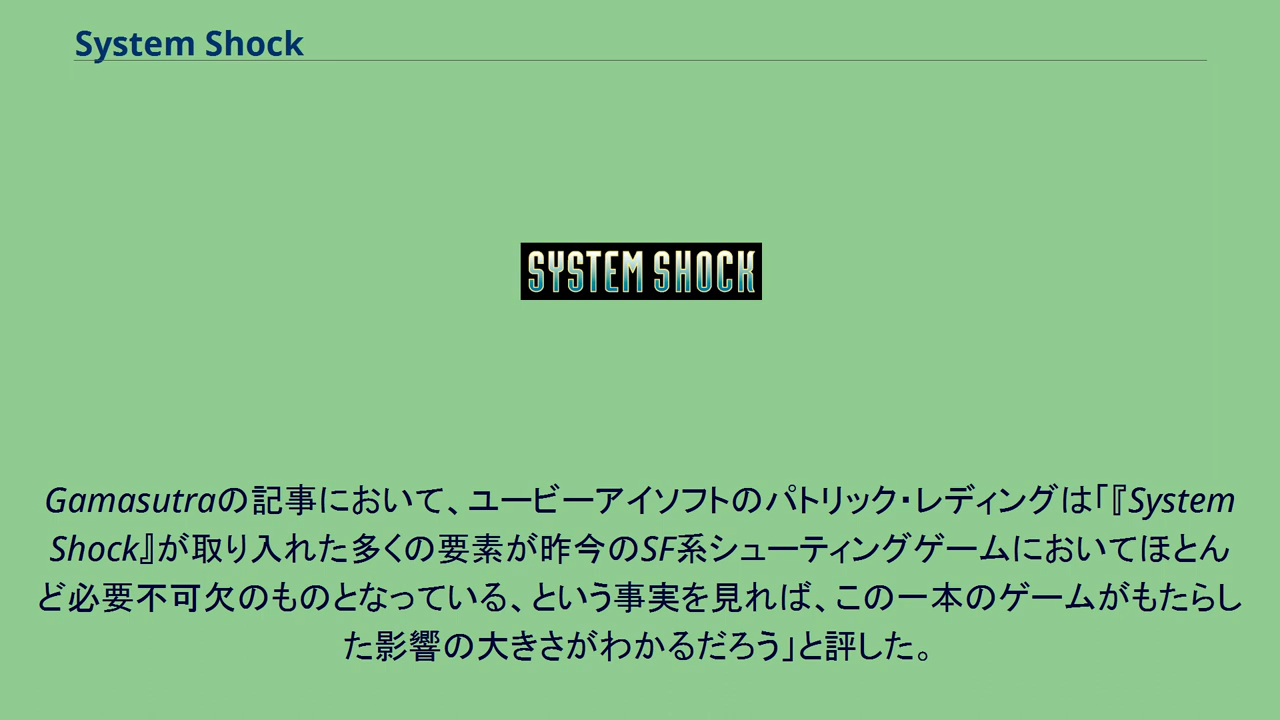 System Shock
SYSTEM SHOCK
Gamasutraの記事において、ユービーアイソフトのパトリック・レディングは「『System
Shock』が取り入れた多くの要素が昨今のSF系シューティングゲームにおいてほとん
ど必要不可欠のものとなっている、という事実を見れば、この一本のゲームがもたらし
た影響の大きさがわかるだろう」と評した。